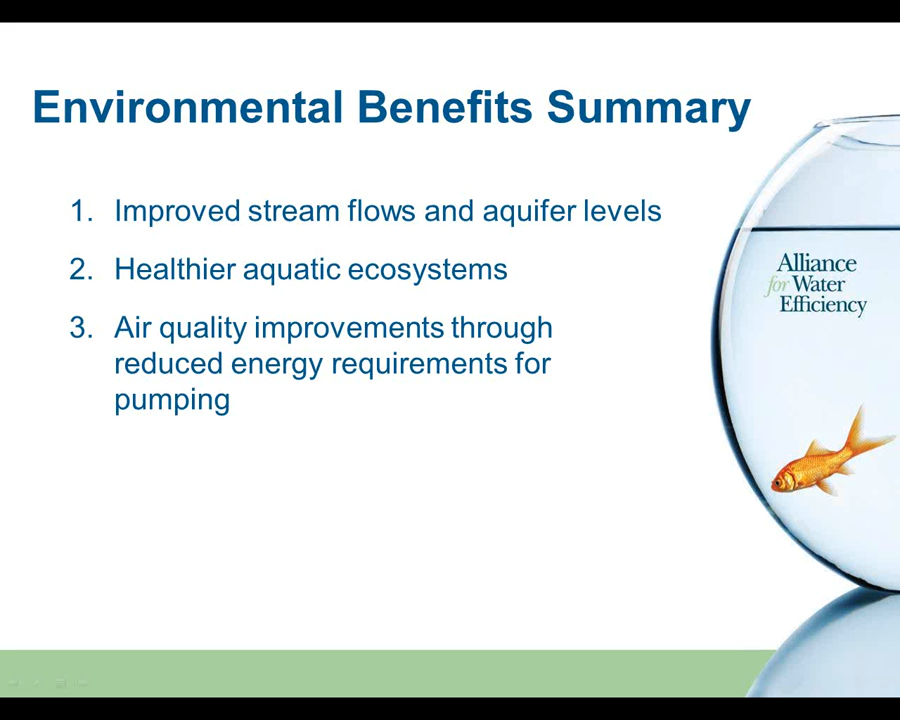 Environmental Benefits Summary
1. Improved stream flows and aquifer levels
2. Healthier aquatic ecosystems
3. Air quality improvements through
reduced energy requirements for
pumping
Alliance
for Water
Efficiency